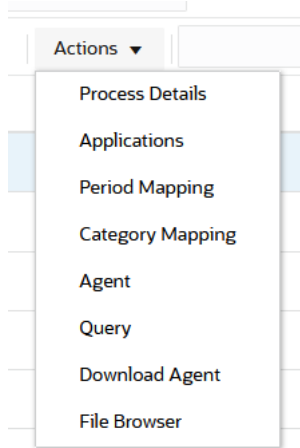 Actions ▼
Process Details
Applications
Period Mapping
Category Mapping
Agent
Query
Download Agent
File Browser